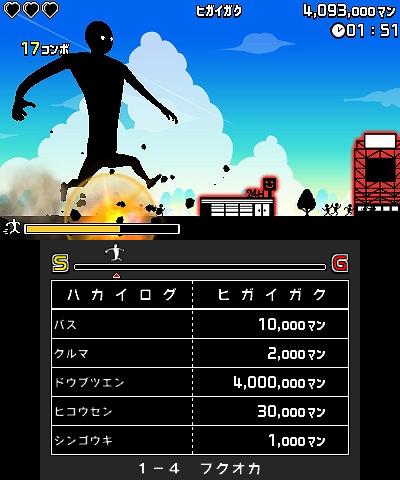 ヒガイガク
4,093,000マン
17コンボ
01:51
24H
S G
ハカイログ ヒガイガク
バス 10,000マン
クルマ 2,000マン
ドウブツエン 4,000,000マン
ヒコウセン 30,000マン
シンゴウキ 1,000マン
1-4 フクオカ